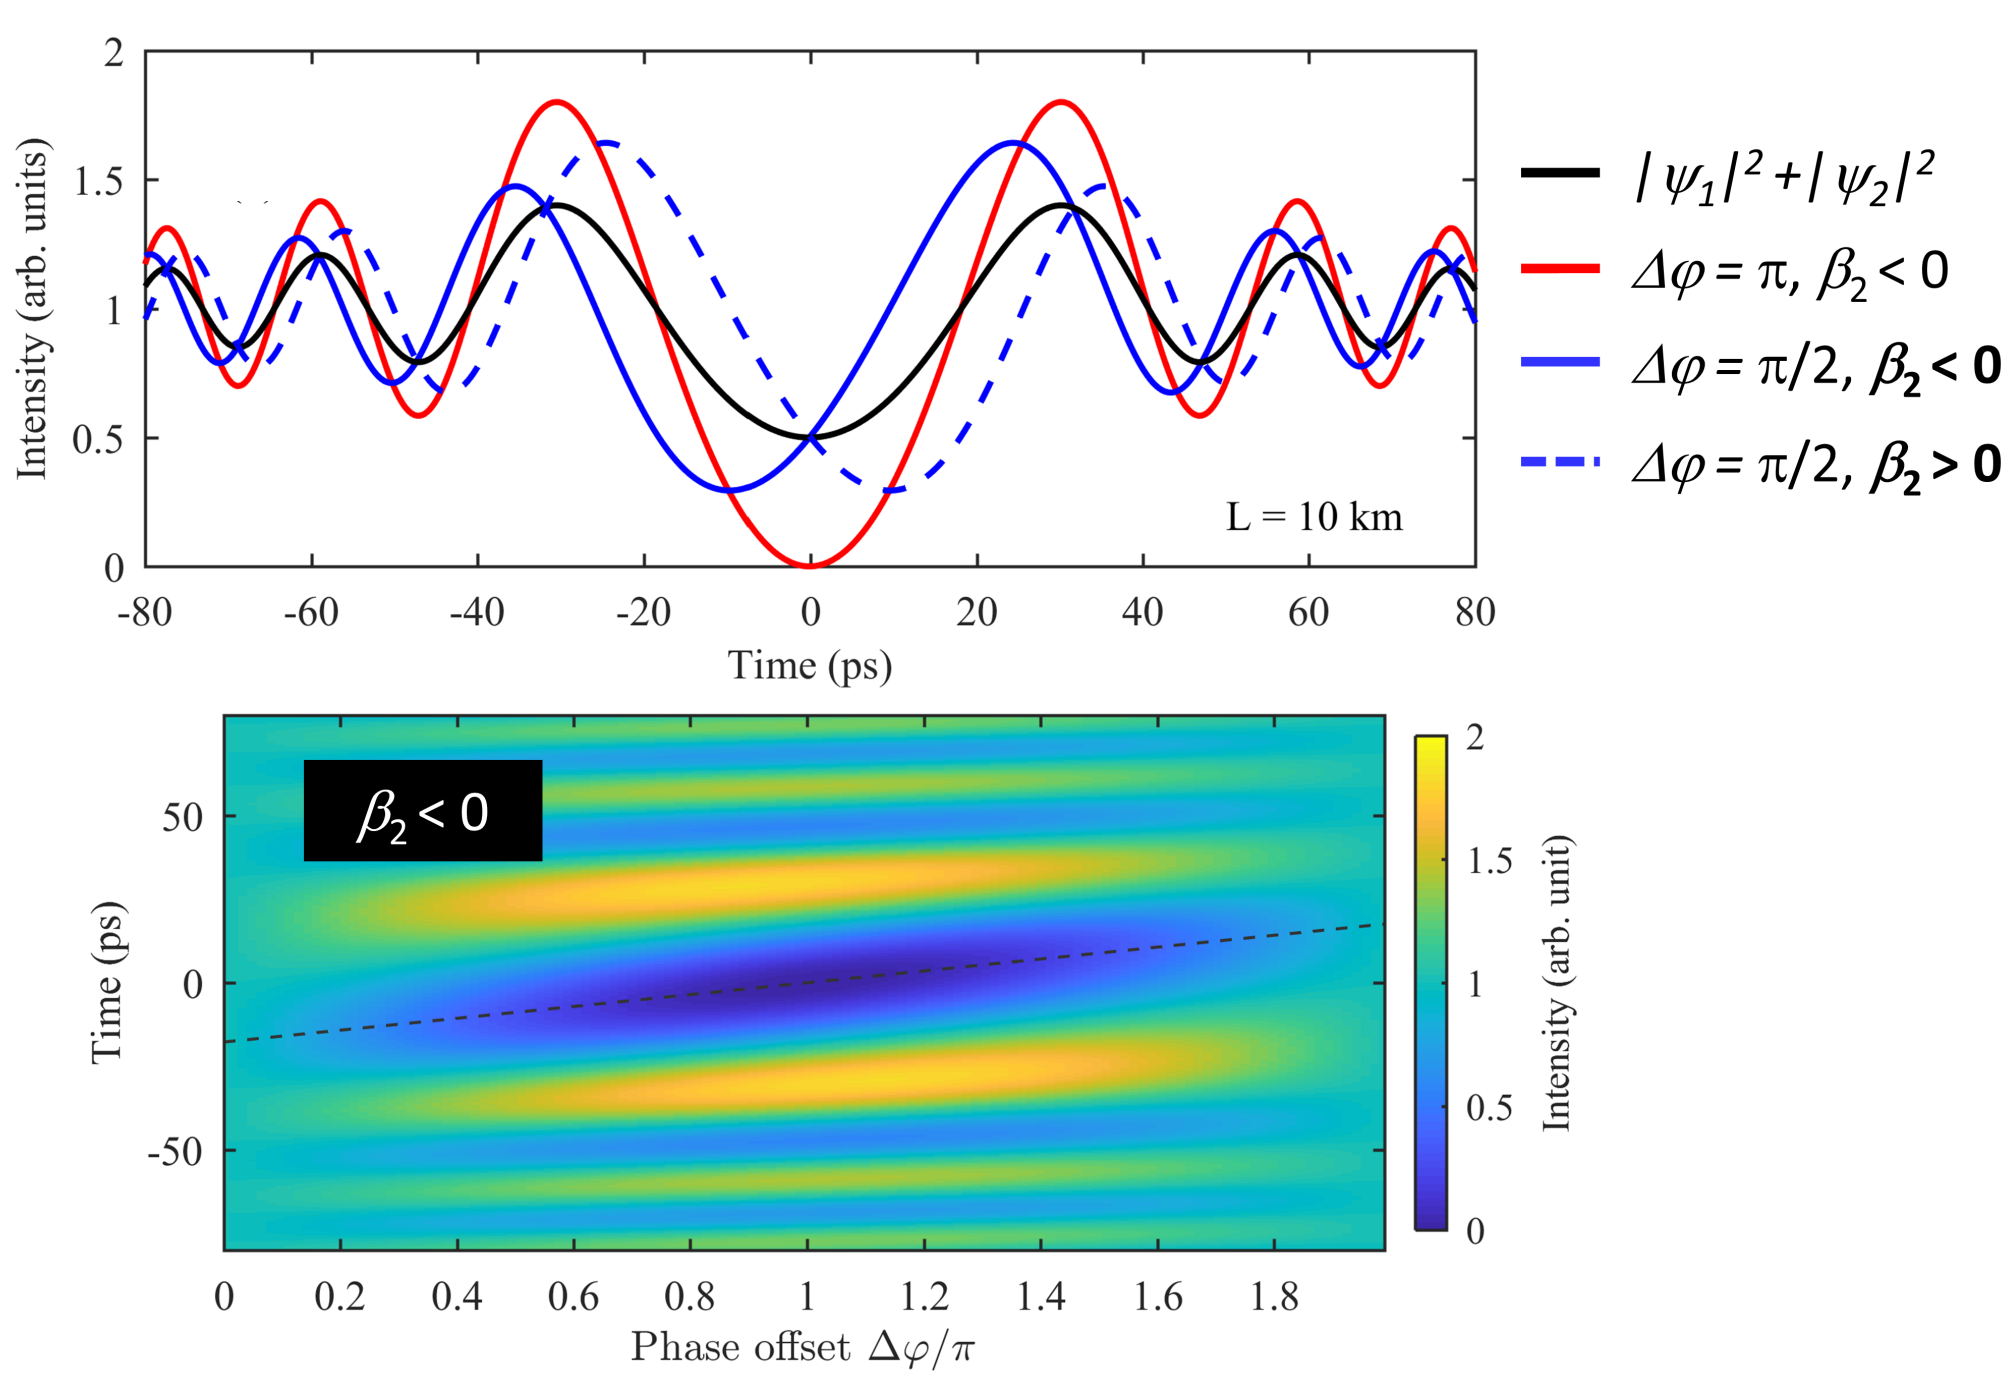 2
1.5
1
0.5
0
Intensity (arb. units)
-80 -60 -40 -20 0 20 40 60 80
Time (ps)
L = 10 km
|ψ₁|² + |ψ₂|²
Δφ = π, β₂ < 0
Δφ = π/2, β₂ < 0
Δφ = π/2, β₂ > 0
β₂ < 0
50
0
-50
Time (ps)
0 0.2 0.4 0.6 0.8 1 1.2 1.4 1.6 1.8
Phase offset Δφ/π
2
1.5
1
0.5
0
Intensity (arb. unit)